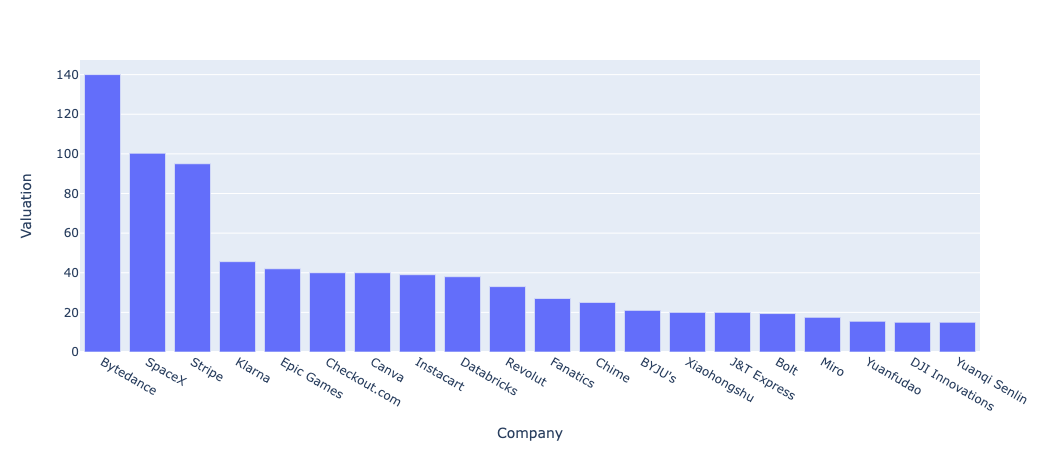 140
120
100
80
60
40
20
0
Valuation
Bytedance
SpaceX
Stripe
Klarna
Epic Games
Checkout.com
Canva
Instacart
Databricks
Revolut
Fanatics
Chime
BYJU's
Xiaohongshu
J&T Express
Bolt
Miro
Yuanfudao
DJI Innovations
Yuanqi Senlin
Company